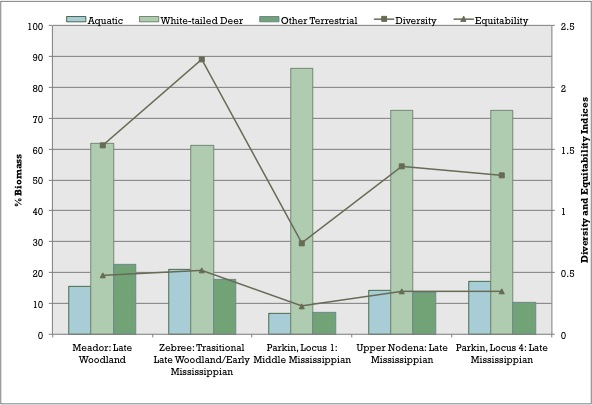 Aquatic White-tailed Deer Other Terrestrial Diversity Equitability
100
90
80
70
60
50
40
30
20
10
0
% Biomass
2.5
2
1.5
1
0.5
0
Diversity and Equitability Indices
Meador: Late
Woodland
Zebree: Trasitional
Late Woodland/Early
Mississippian
Parkin, Locus 1:
Middle Mississippian
Upper Nodena: Late
Mississippian
Parkin, Locus 4: Late
Mississippian